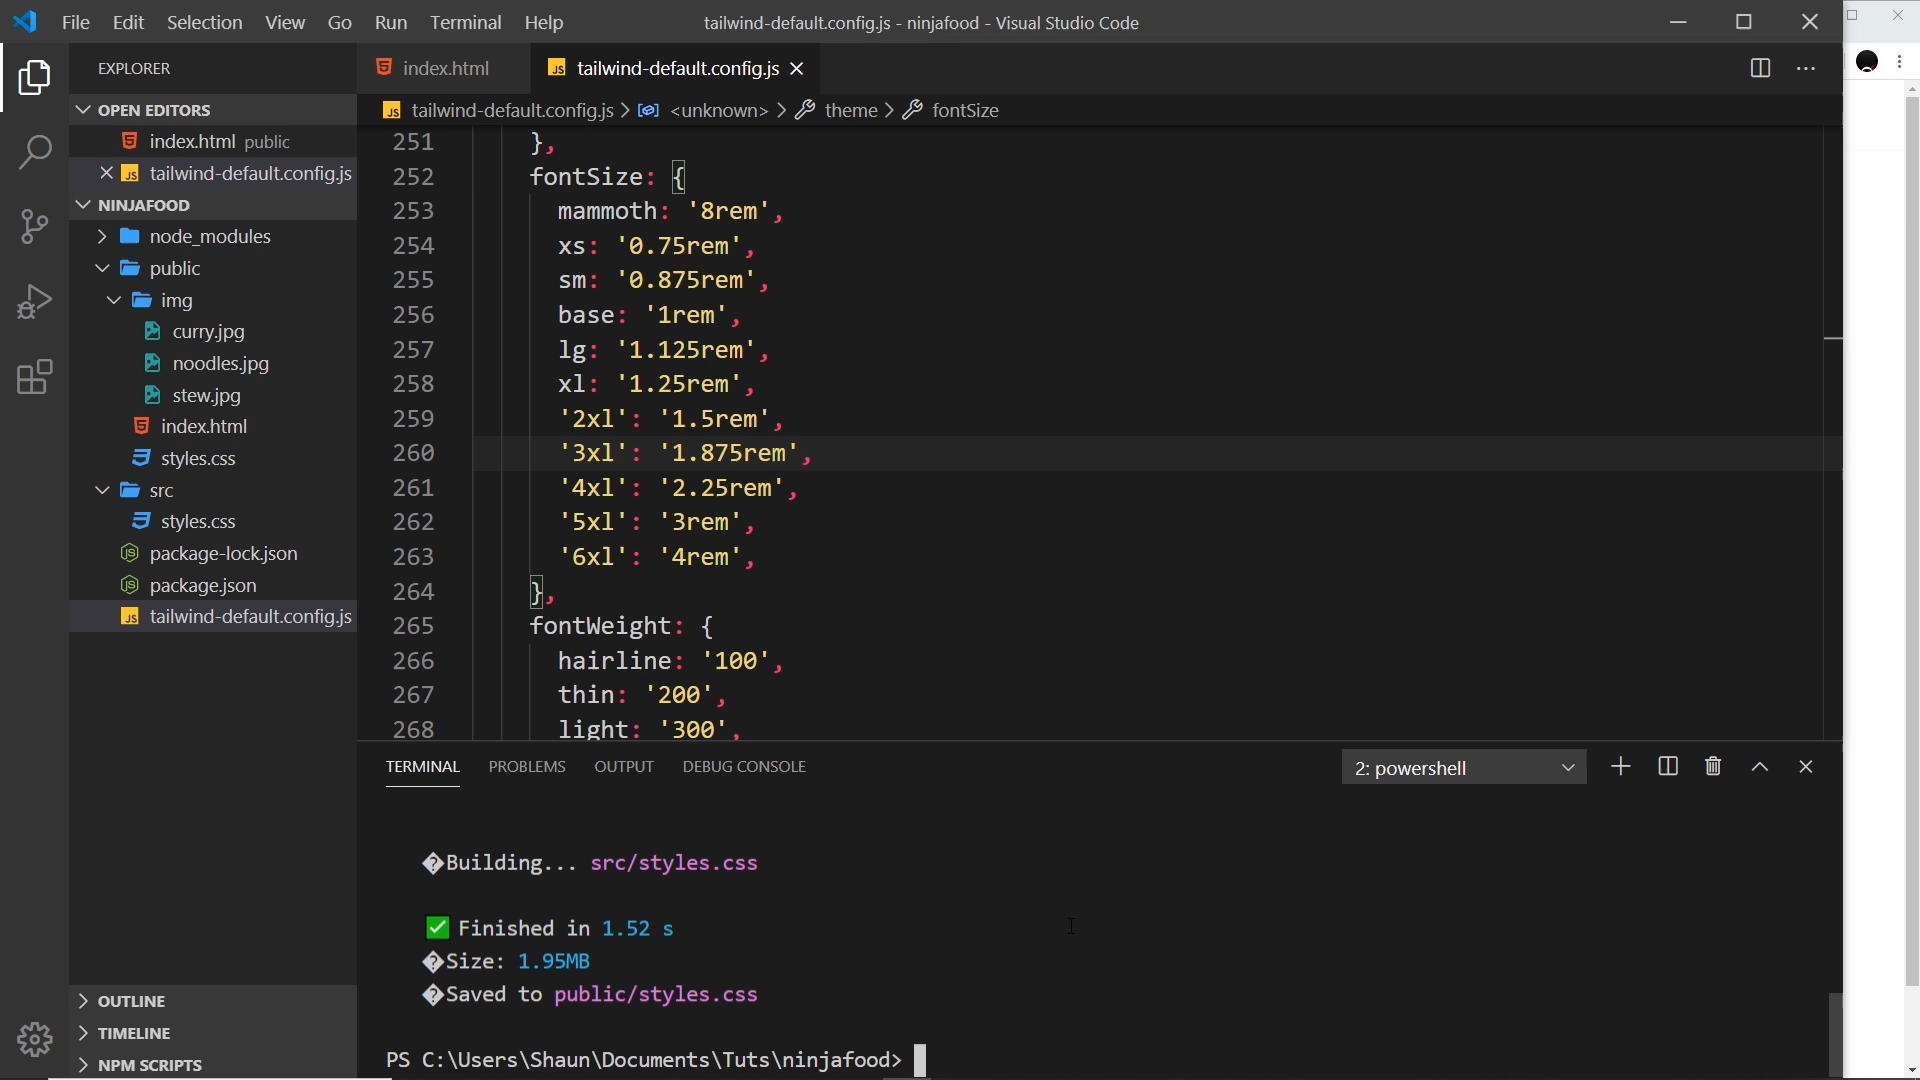 File Edit Selection View Go Run Terminal Help tailwind-default.config.js - ninjafood - Visual Studio Code
EXPLORER
OPEN EDITORS
index.html public
tailwind-default.config.js
NINJAFOOD
node_modules
public
img
curry.jpg
noodles.jpg
stew.jpg
index.html
styles.css
src
styles.css
package-lock.json
package.json
tailwind-default.config.js
OUTLINE
TIMELINE
NPM SCRIPTS
index.html tailwind-default.config.js
tailwind-default.config.js > <unknown> > theme > fontSize
251 },
252 fontSize: {
253 mammoth: '8rem',
254 xs: '0.75rem',
255 sm: '0.875rem',
256 base: '1rem',
257 lg: '1.125rem',
258 xl: '1.25rem',
259 '2xl': '1.5rem',
260 '3xl': '1.875rem',
261 '4xl': '2.25rem',
262 '5xl': '3rem',
263 '6xl': '4rem',
264 },
265 fontWeight: {
266 hairline: '100',
267 thin: '200',
268 light: '300',
TERMINAL PROBLEMS OUTPUT DEBUG CONSOLE 2: powershell
�Building... src/styles.css
✅ Finished in 1.52 s
�Size: 1.95MB
�Saved to public/styles.css
PS C:\Users\Shaun\Documents\Tuts\ninjafood>